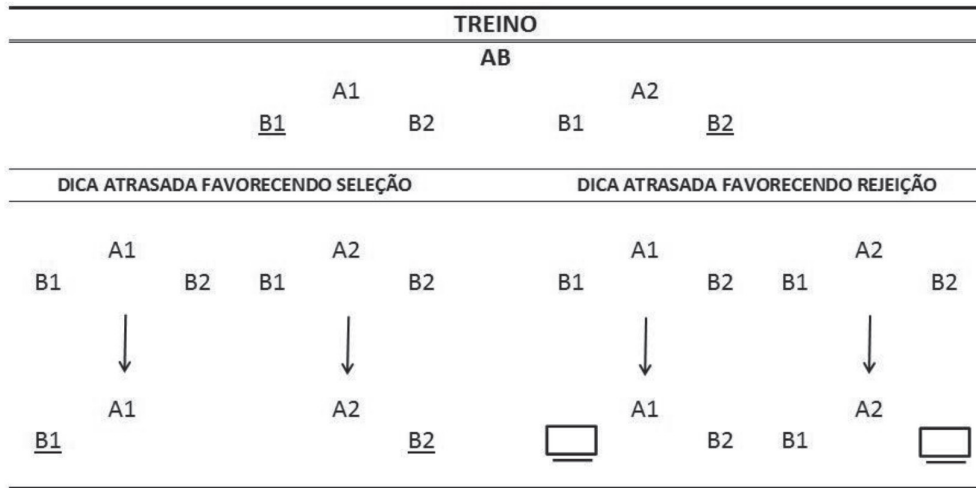 TREINO
AB
A1 A2
B1 B2 B1 B2
DICA ATRASADA FAVORECENDO SELEÇÃO DICA ATRASADA FAVORECENDO REJEIÇÃO
A1 A2 A1 A2
B1 B2 B1 B2 B1 B2 B1 B2
A1 A2 A1 A2
B1 B2 B2 B1